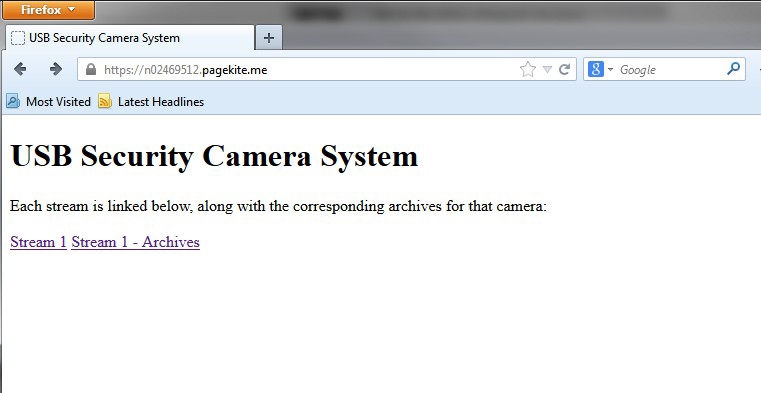 Firefox
USB Security Camera System
https://n02469512.pagekite.me
Google
Most Visited
Latest Headlines
USB Security Camera System
Each stream is linked below, along with the corresponding archives for that camera:
Stream 1 Stream 1 - Archives